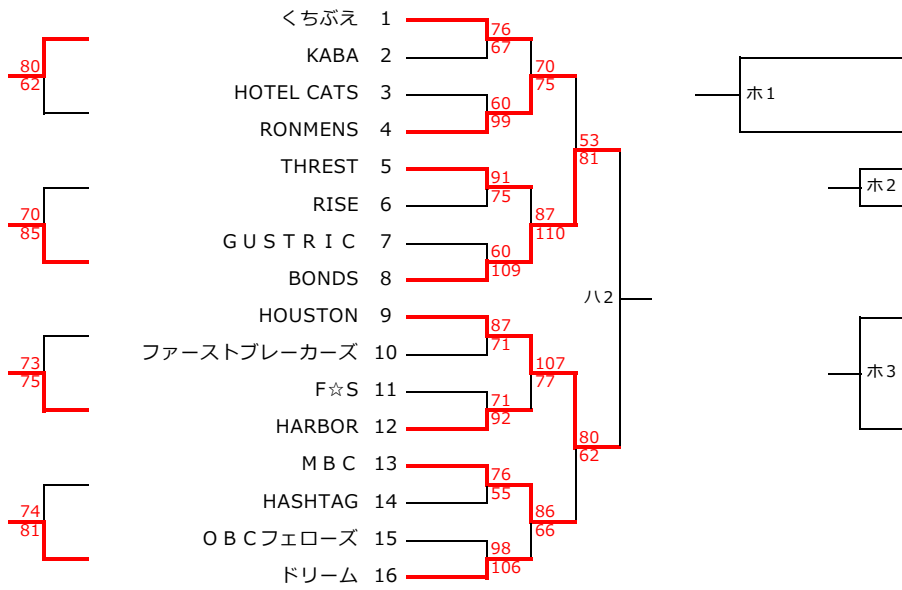 くちぶえ 1
76
67
KABA 2
80
62
70
75
HOTEL CATS 3
60
99
ホ1
RONMENS 4
53
81
THREST 5
91
75
ホ2
RISE 6
70
85
87
110
ＧＵＳＴＲＩＣ 7
60
109
BONDS 8
ハ2
HOUSTON 9
87
71
ファーストブレーカーズ 10
73
75
107
77
ホ3
F☆S 11
71
92
HARBOR 12
80
62
ＭＢＣ 13
76
55
HASHTAG 14
74
81
86
66
ＯＢＣフェローズ 15
98
106
ドリーム 16